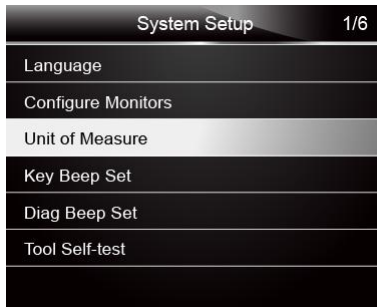 System Setup 1/6
Language
Configure Monitors
Unit of Measure
Key Beep Set
Diag Beep Set
Tool Self-test